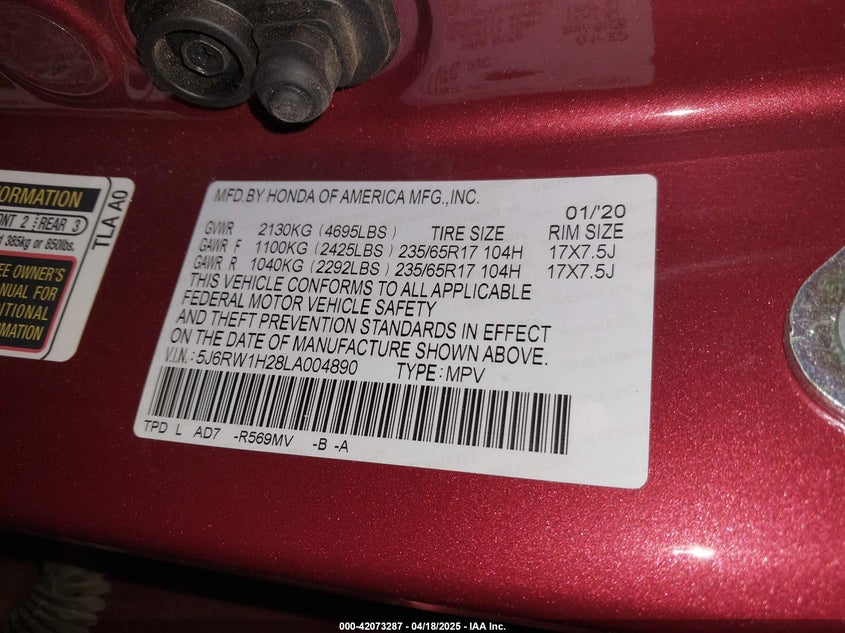 ORMATION
NT 2 REAR 3
385kg or 850lbs.
EE OWNER'S
NUAL FOR
ITIONAL
RMATION
TLA A0
MFD.BY HONDA OF AMERICA MFG.,INC.
01/'20
GVWR 2130KG (4695LBS) TIRE SIZE RIM SIZE
GAWR F 1100KG (2425LBS) 235/65R17 104H 17X7.5J
GAWR R 1040KG (2292LBS) 235/65R17 104H 17X7.5J
THIS VEHICLE CONFORMS TO ALL APPLICABLE
FEDERAL MOTOR VEHICLE SAFETY
AND THEFT PREVENTION STANDARDS IN EFFECT
ON THE DATE OF MANUFACTURE SHOWN ABOVE.
V.I.N.: 5J6RW1H28LA004890 TYPE: MPV
TPD L AD7 -R569MV -B -A
000-42073287 - 04/18/2025 - IAA Inc.